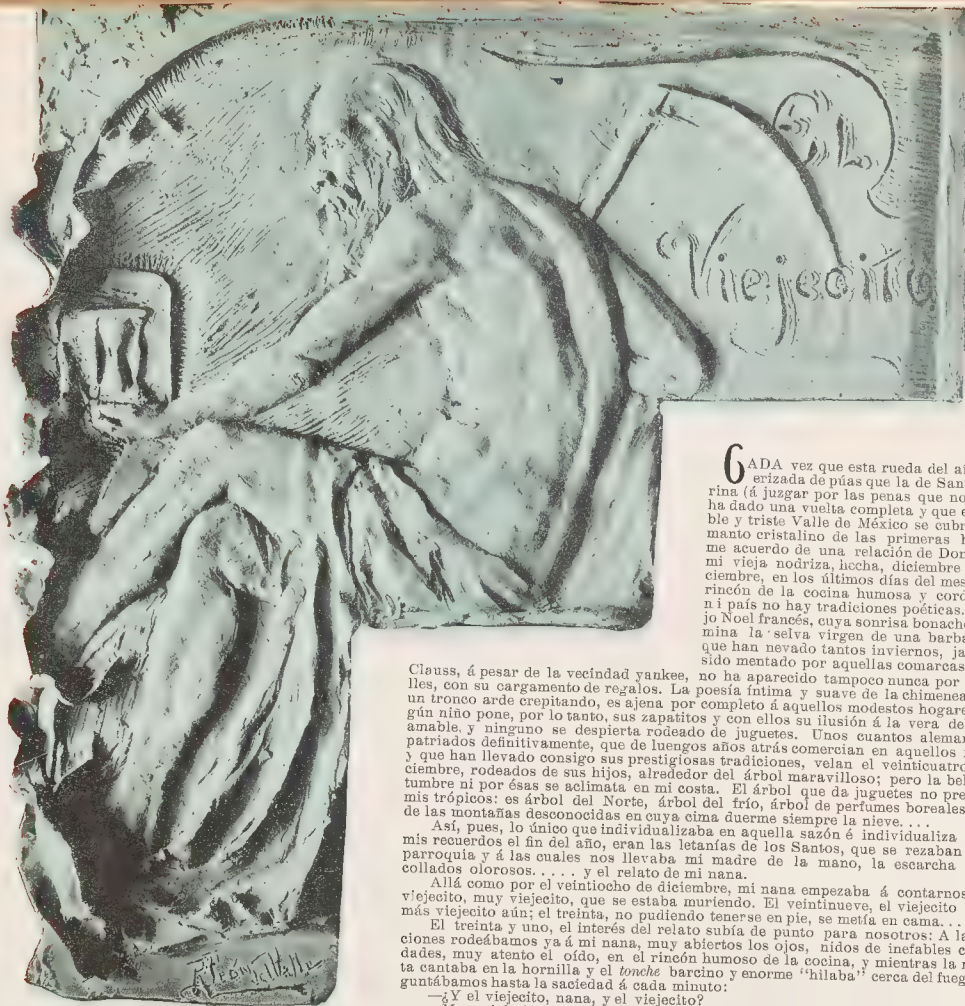 El
Viejecito
CADA vez que esta rueda del añ
erizada de púas que la de San
rina (á juzgar por las penas que no
ha dado una vuelta completa y que e
ble y triste Valle de México se cubr
manto cristalino de las primeras h
me acuerdo de una relación de Don
mi vieja nodriza, hecha, diciembre
ciembre, en los últimos días del mes
rincón de la cocina humosa y cord
ni país no hay tradiciones poéticas.
jo Noel francés, cuya sonrisa bonach
mina la selva virgen de una barba
que han nevado tantos inviernos, ja
sido mentado por aquellas comarcas
Clauss, á pesar de la vecindad yankee, no ha aparecido tampoco nunca por
lles, con su cargamento de regalos. La poesía íntima y suave de la chimenea
un tronco arde crepitando, es ajena por completo á aquellos modestos hogare
gún niño pone, por lo tanto, sus zapatitos y con ellos su ilusión á la vera de
amable, y ninguno se despierta rodeado de juguetes. Unos cuantos aleman
patriados definitivamente, que de luengos años atrás comercian en aquellos
y que han llevado consigo sus prestigiosas tradiciones, velan el veinticuatro
ciembre, rodeados de sus hijos, alrededor del árbol maravilloso; pero la bel
tumbre ni por ésas se aclimata en mi costa. El árbol que da juguetes no pre
mis trópicos: es árbol del Norte, árbol del frío, árbol de perfumes boreales
de las montañas desconocidas en cuya cima duerme siempre la nieve....
Así, pues, lo único que individualizaba en aquella sazón é individualiza
mis recuerdos el fin del año, eran las letanías de los Santos, que se rezaban
parroquia y á las cuales nos llevaba mi madre de la mano, la escarcha
collados olorosos..... y el relato de mi nana.
Allá como por el veintiocho de diciembre, mi nana empezaba á contarnos
viejecito, muy viejecito, que se estaba muriendo. El veintinueve, el viejecito
más viejecito aún; el treinta, no pudiendo tenerse en pie, se metía en cama...
El treinta y uno, el interés del relato subía de punto para nosotros: A la
ciones rodeábamos ya á mi nana, muy abiertos los ojos, nidos de inefables c
dades, muy atento el oído, en el rincón humoso de la cocina, y mientras la
ta cantaba en la hornilla y el tonche barcino y enorme "hilaba" cerca del fueg
guntábamos hasta la saciedad á cada minuto:
—¿Y el viejecito, nana, y el viejecito?